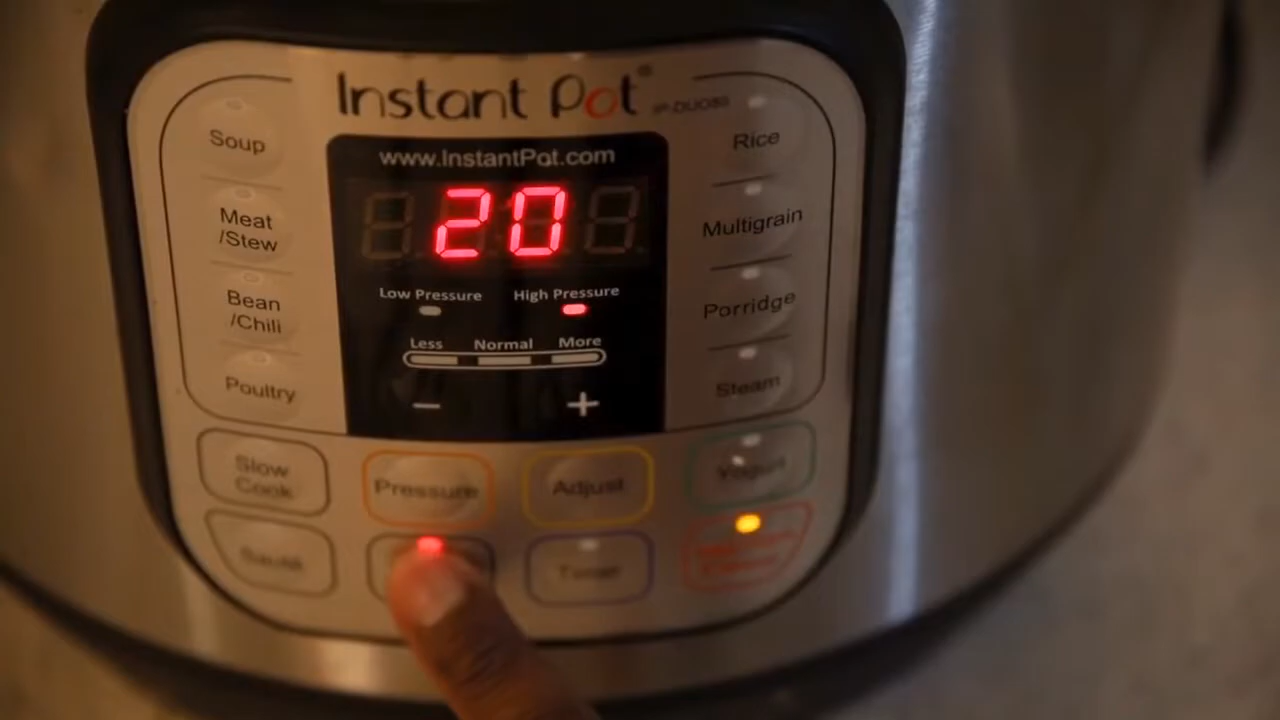 Instant Pot®
IP-DUO80
www.InstantPot.com
20
Low Pressure
High Pressure
Less
Normal
More
−
+
Soup
Meat
/Stew
Bean
/Chili
Poultry
Rice
Multigrain
Porridge
Steam
Slow
Cook
Pressure
Adjust
Yogurt
Sauté
Timer